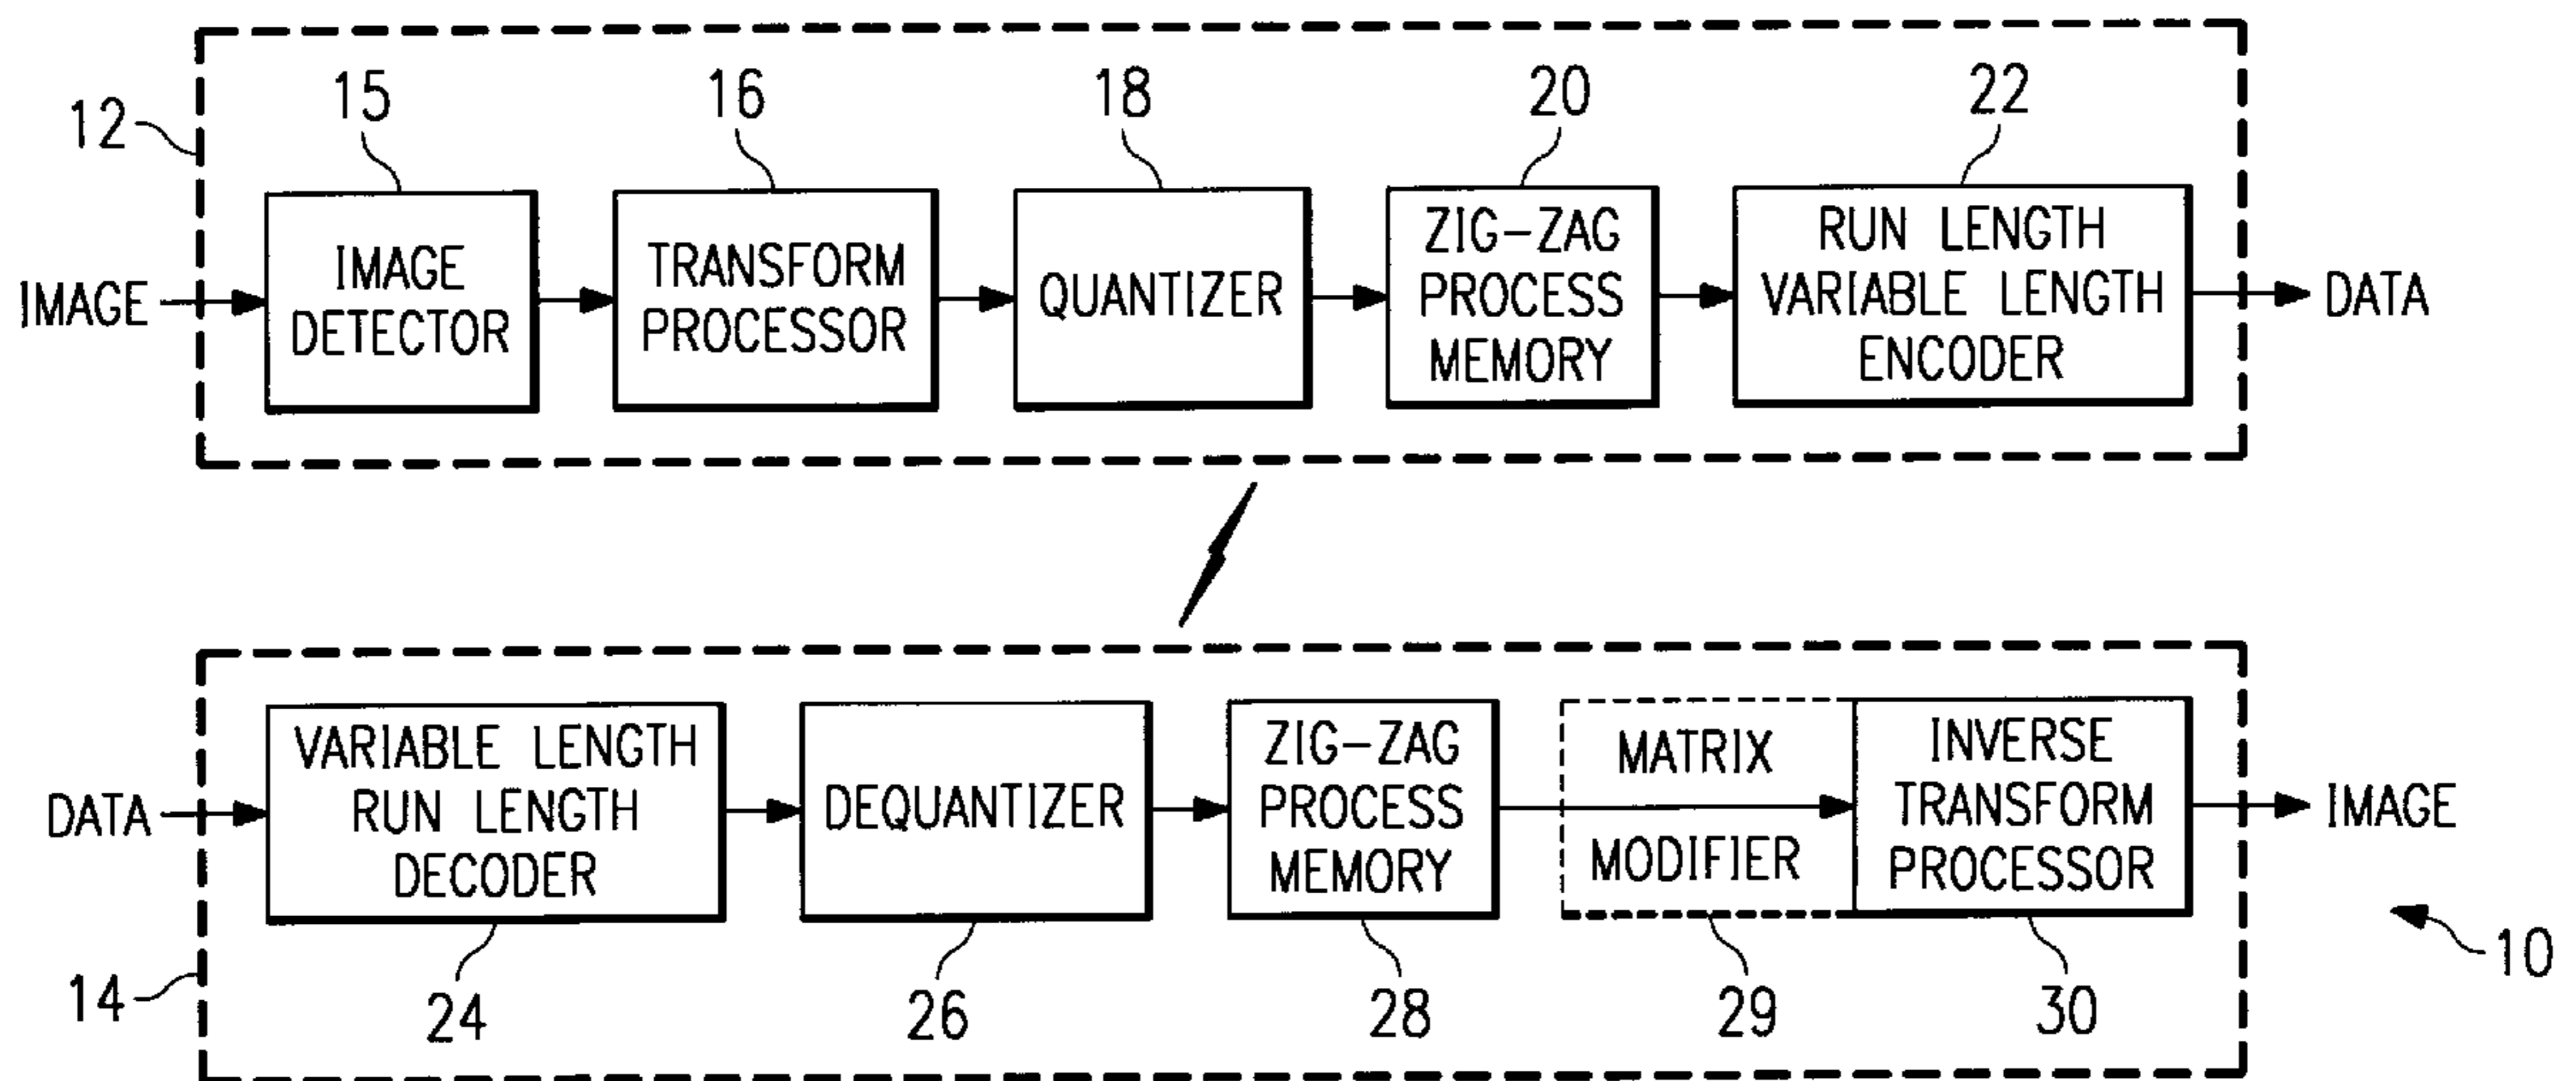 12
15
16
18
20
22
IMAGE
IMAGE
DETECTOR
TRANSFORM
PROCESSOR
QUANTIZER
ZIG-ZAG
PROCESS
MEMORY
RUN LENGTH
VARIABLE LENGTH
ENCODER
DATA
DATA
VARIABLE LENGTH
RUN LENGTH
DECODER
DEQUANTIZER
ZIG-ZAG
PROCESS
MEMORY
MATRIX
MODIFIER
INVERSE
TRANSFORM
PROCESSOR
IMAGE
14
24
26
28
29
30
10